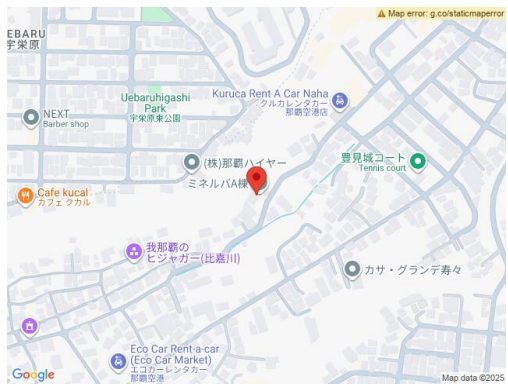 Map error: g.co/staticmaperror
EBARU
宇栄原
Uebaruhigashi
Park
宇栄原東公園
Kuruca Rent A Car Naha
クルカレンタカー
那覇空港店
NEXT
Barber shop
(株)那覇ハイヤー
豊見城コート
Tennis court
ミネルバA棟
Cafe kucal
カフェ クカル
我那覇の
ヒジャガー(比嘉川)
カサ・グランデ寿々
Eco Car Rent-a-car
(Eco Car Market)
エコカーレンタカー
那覇空港
Google
Map data ©2025